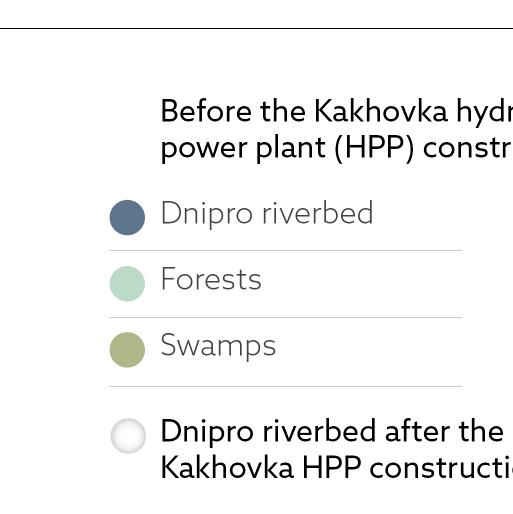 Before the Kakhovka hydr
power plant (HPP) constr
Dnipro riverbed
Forests
Swamps
Dnipro riverbed after the
Kakhovka HPP constructi